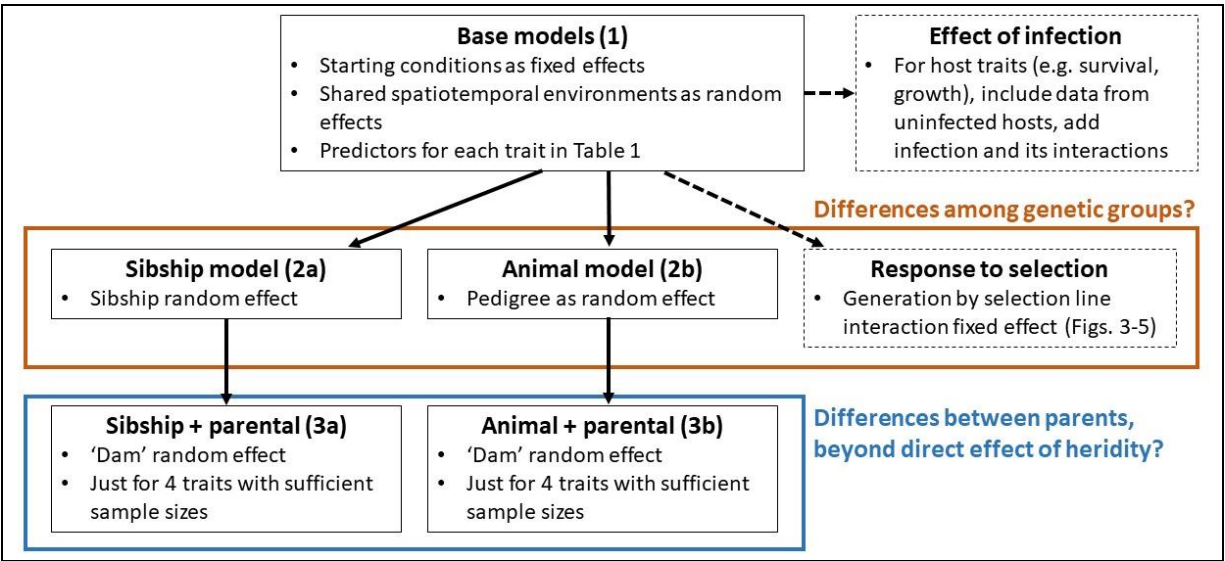 Base models (1)
• Starting conditions as fixed effects
• Shared spatiotemporal environments as random
effects
• Predictors for each trait in Table 1
Effect of infection
• For host traits (e.g. survival,
growth), include data from
uninfected hosts, add
infection and its interactions
Differences among genetic groups?
Sibship model (2a)
• Sibship random effect
Animal model (2b)
• Pedigree as random effect
Response to selection
• Generation by selection line
interaction fixed effect (Figs. 3-5)
Sibship + parental (3a)
• ‘Dam’ random effect
• Just for 4 traits with sufficient
sample sizes
Animal + parental (3b)
• ‘Dam’ random effect
• Just for 4 traits with sufficient
sample sizes
Differences between parents,
beyond direct effect of heridity?